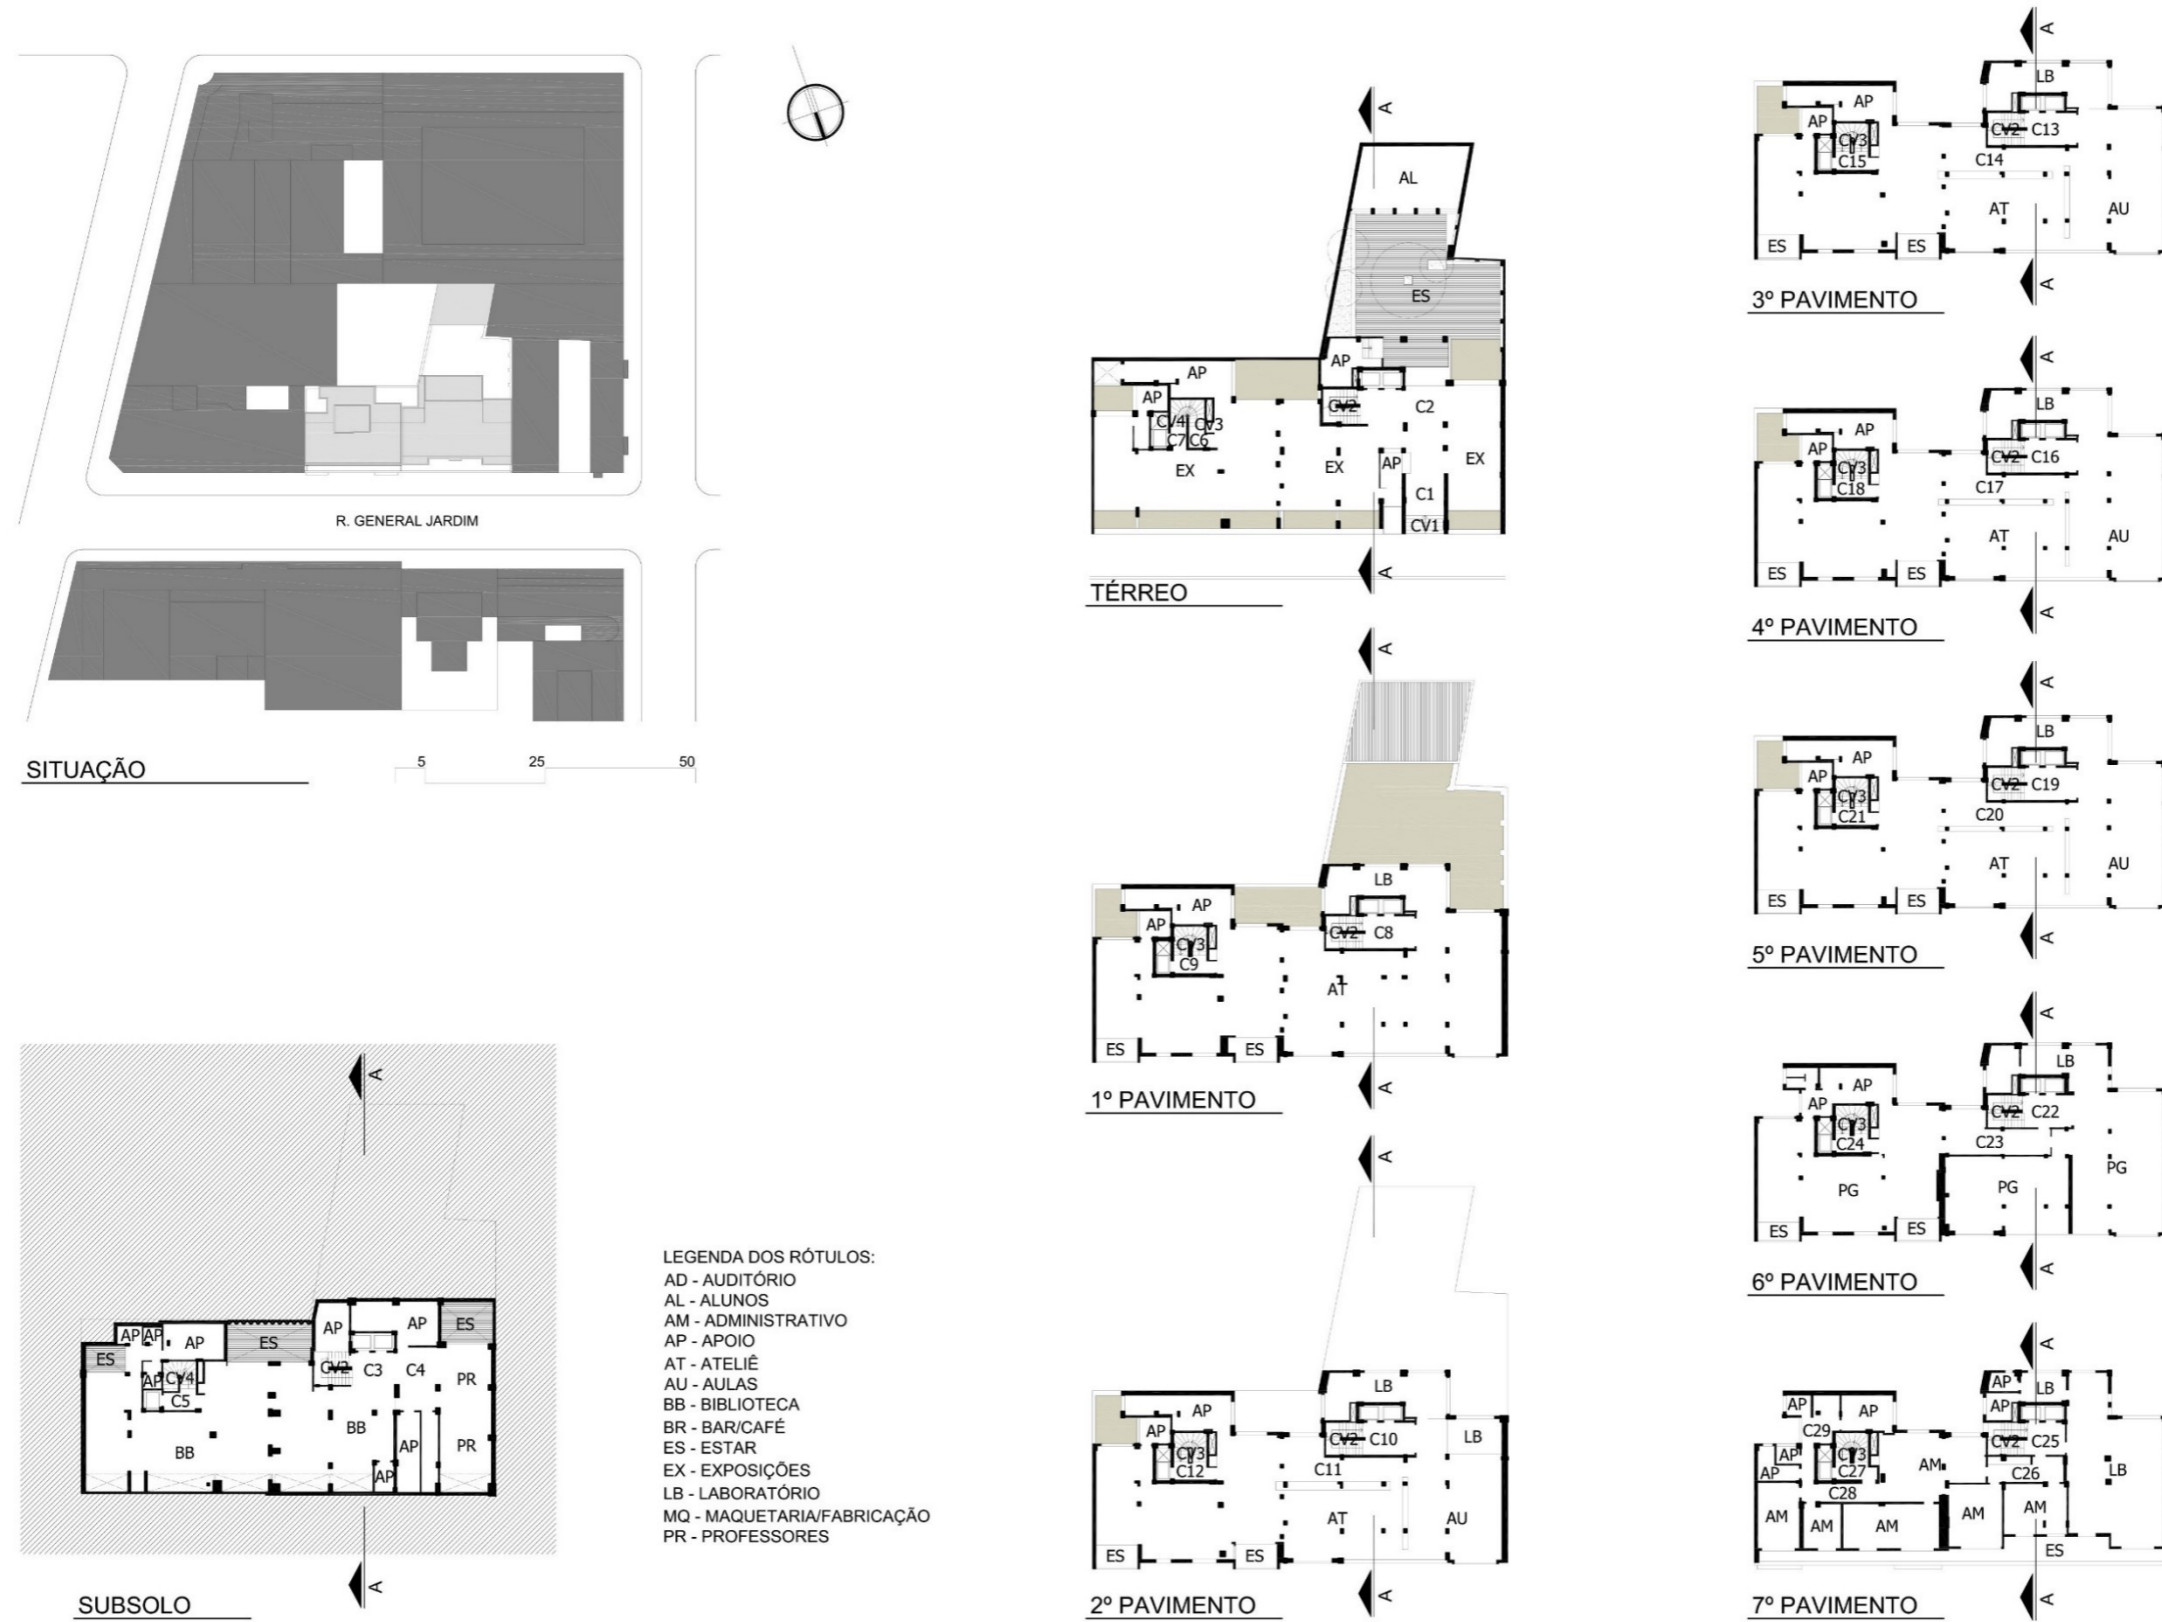 R. GENERAL JARDIM
SITUAÇÃO
5 25 50
A
AP AP AP ES AP AP ES
ES
CV2 C3 C4 PR
AP CV4
C5
BB AP PR
BB
AP
A
SUBSOLO
LEGENDA DOS RÓTULOS:
AD - AUDITÓRIO
AL - ALUNOS
AM - ADMINISTRATIVO
AP - APOIO
AT - ATELIÊ
AU - AULAS
BB - BIBLIOTECA
BR - BAR/CAFÉ
ES - ESTAR
EX - EXPOSIÇÕES
LB - LABORATÓRIO
MQ - MAQUETARIA/FABRICAÇÃO
PR - PROFESSORES
A
AL
ES
AP
AP
AP CV2 C2
CV4 CV3
C7 C6
EX EX AP EX
C1
CV1
A
TÉRREO
A
LB
AP
AP CV3 CV2 C8
C9
AT
ES ES
A
1º PAVIMENTO
A
LB
AP
AP CV3 CV2 C10 LB
C12 C11
AT AU
ES ES
A
2º PAVIMENTO
A
LB
AP
AP CV3 CV2 C13
C15 C14
AT AU
ES ES
A
3º PAVIMENTO
A
LB
AP
AP CV3 CV2 C16
C18 C17
AT AU
ES ES
A
4º PAVIMENTO
A
LB
AP
AP CV3 CV2 C19
C21 C20
AT AU
ES ES
A
5º PAVIMENTO
A
LB
AP
AP CV3 CV2 C22
C24 C23
PG PG PG
ES ES
A
6º PAVIMENTO
A
AP LB
AP AP AP
C29 CV2 C25
AP CV3 AM
AP C27 C26 LB
C28
AM AM AM AM AM
ES
A
7º PAVIMENTO